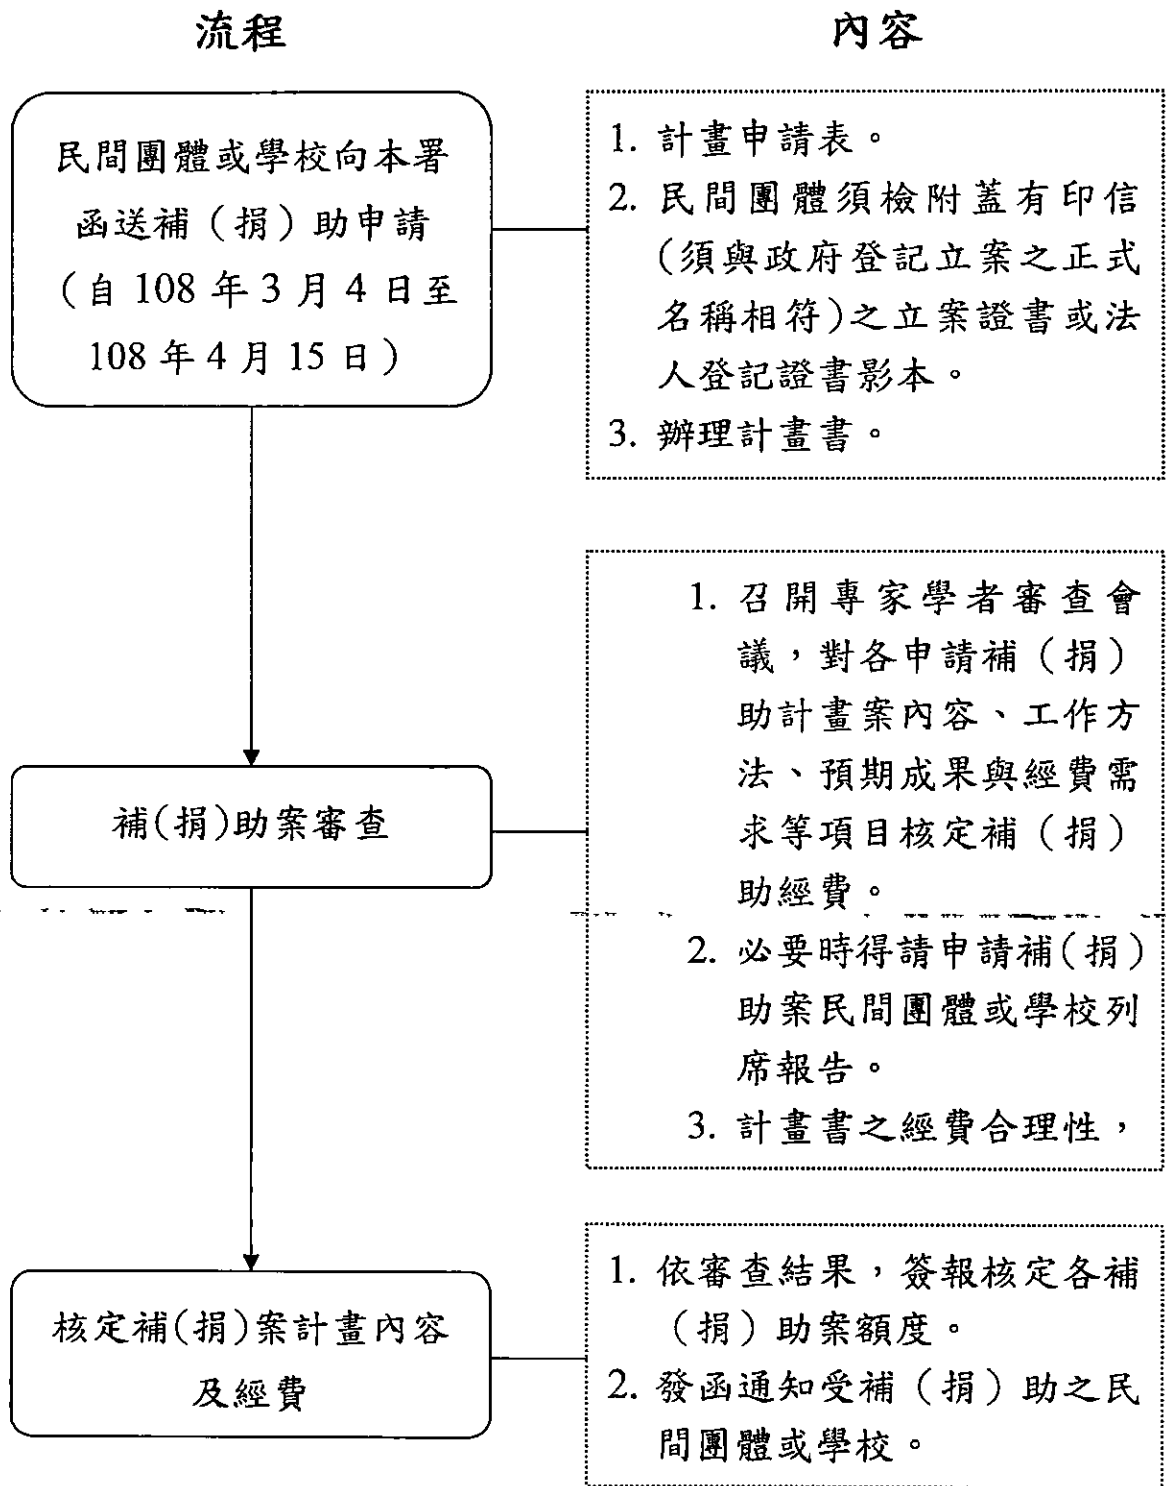 流程
內容
民間團體或學校向本署
函送補（捐）助申請
（自 108 年 3 月 4 日至
108 年 4 月 15 日）
1. 計畫申請表。
2. 民間團體須檢附蓋有印信
(須與政府登記立案之正式
名稱相符)之立案證書或法
人登記證書影本。
3. 辦理計畫書。
補(捐)助案審查
1. 召開專家學者審查會
議，對各申請補（捐）
助計畫案內容、工作方
法、預期成果與經費需
求等項目核定補（捐）
助經費。
2. 必要時得請申請補(捐)
助案民間團體或學校列
席報告。
3. 計畫書之經費合理性，
核定補(捐)案計畫內容
及經費
1. 依審查結果，簽報核定各補
（捐）助案額度。
2. 發函通知受補（捐）助之民
間團體或學校。